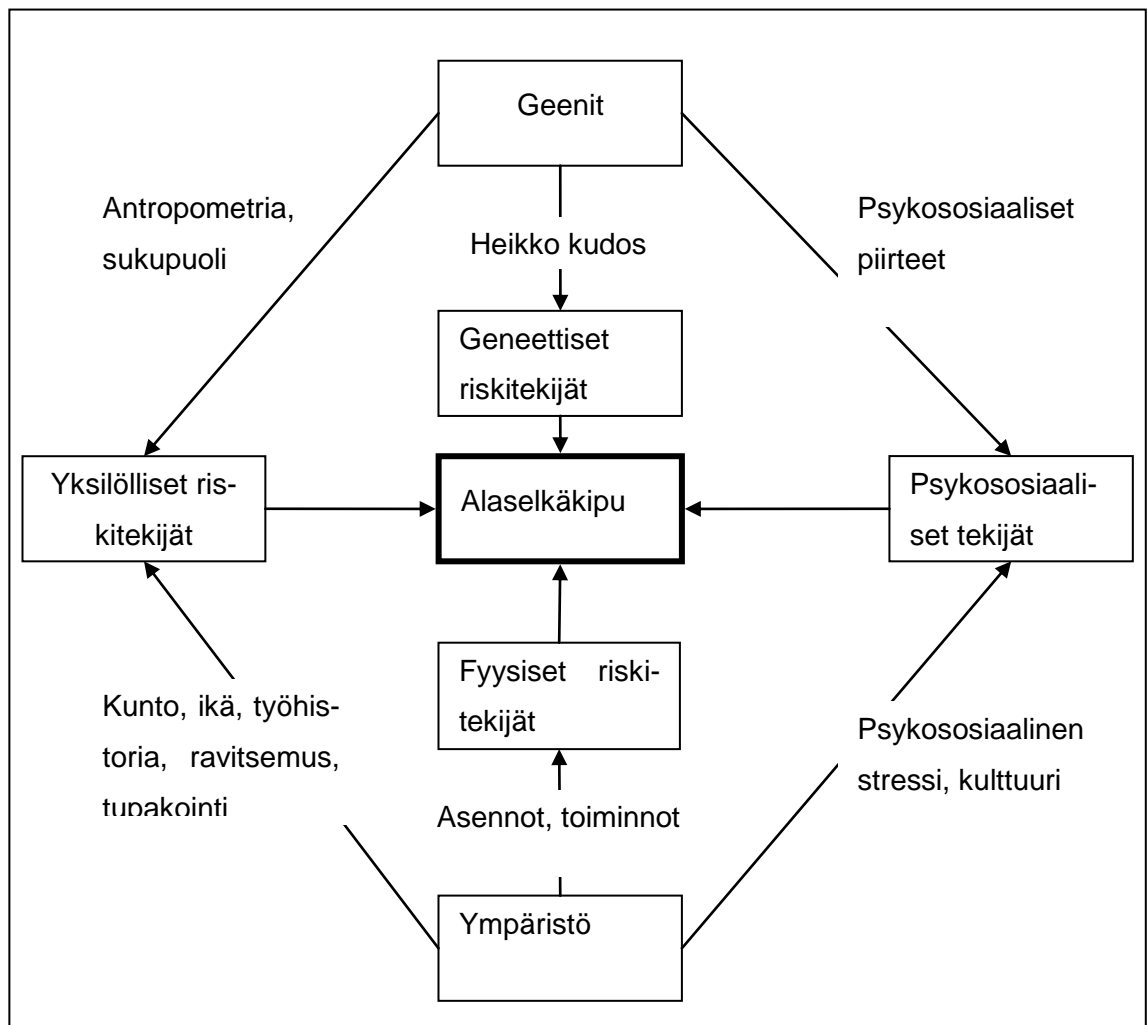 Geenit
Antropometria,
sukupuoli
Heikko kudos
Psykososiaaliset
piirteet
Geneettiset
riskitekijät
Yksilölliset ris-
kitekijät
Alaselkäkipu
Psykososiaali-
set tekijät
Fyysiset riski-
tekijät
Kunto, ikä, työhis-
toria, ravitsemus,
tupakointi
Asennot, toiminnot
Psykososiaalinen
stressi, kulttuuri
Ympäristö